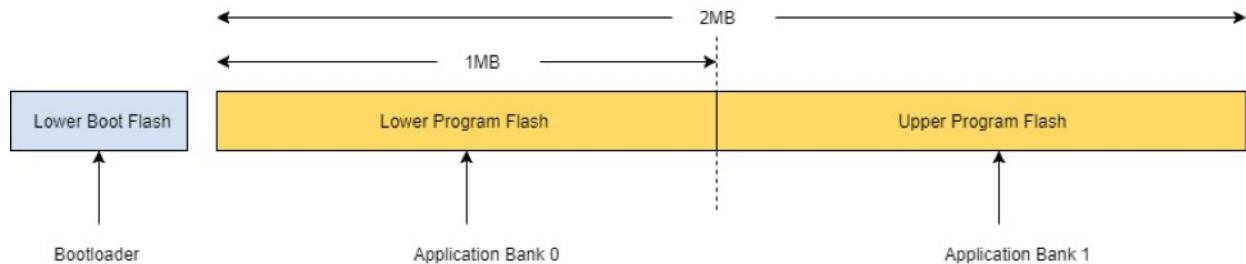 2MB
1MB
Lower Boot Flash
Lower Program Flash
Upper Program Flash
Bootloader
Application Bank 0
Application Bank 1